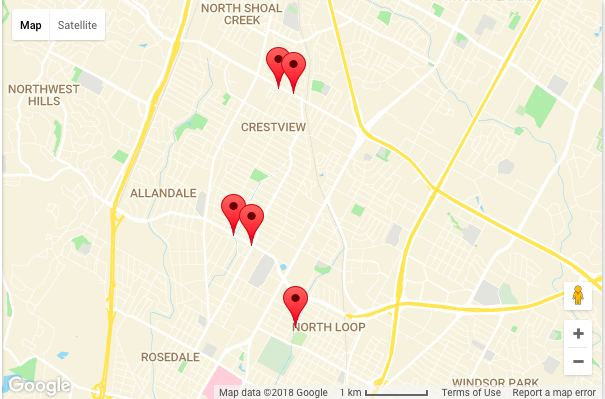 NORTH SHOAL
CREEK
Map
Satellite
NORTHWEST
HILLS
CRESTVIEW
ALLANDALE
NORTH LOOP
ROSEDALE
WINDSOR PARK
Google
Map data ©2018 Google
1 km
Terms of Use
Report a map error